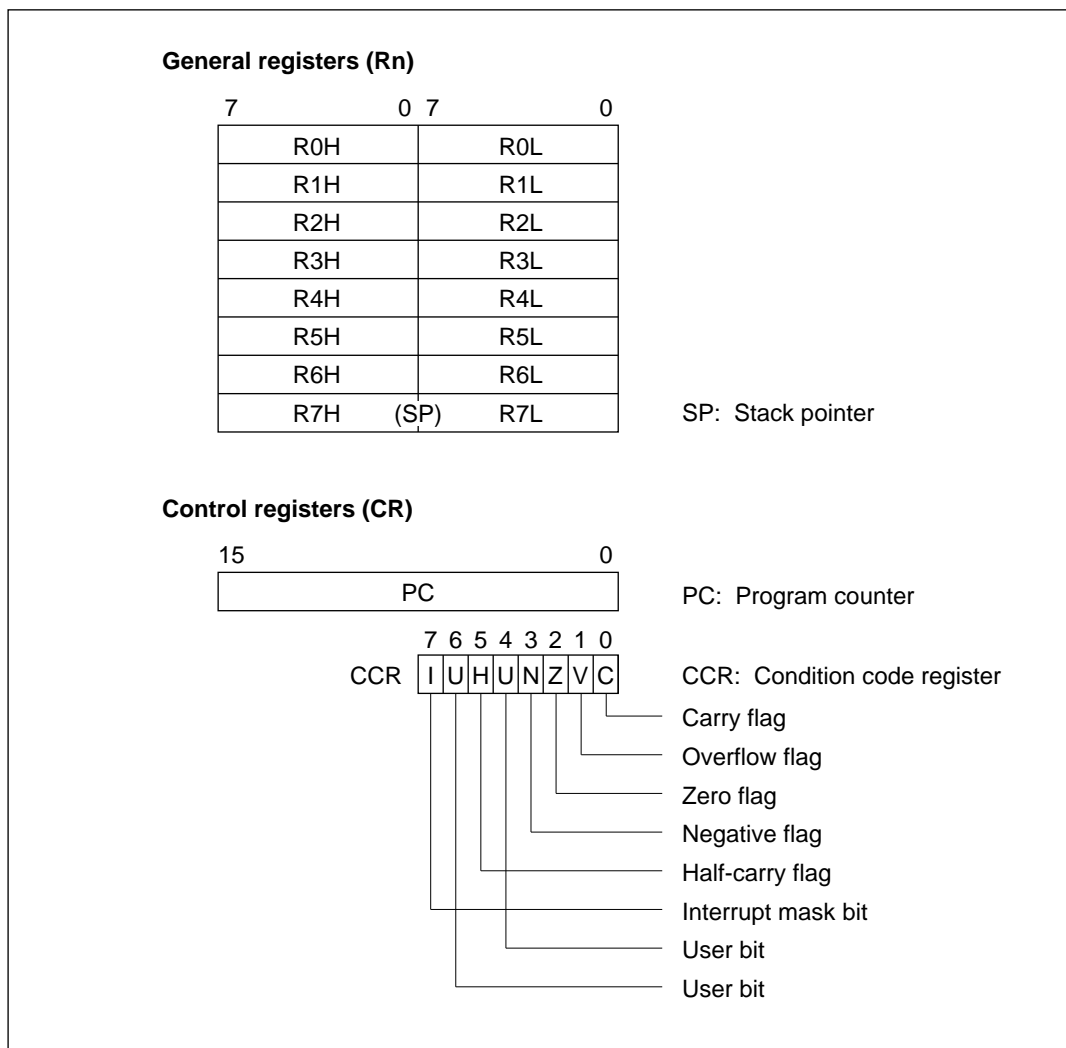 General registers (Rn)
7 0 7 0
R0H R0L
R1H R1L
R2H R2L
R3H R3L
R4H R4L
R5H R5L
R6H R6L
R7H (SP) R7L SP: Stack pointer
Control registers (CR)
15 0
PC PC: Program counter
7 6 5 4 3 2 1 0
CCR I U H U N Z V C CCR: Condition code register
Carry flag
Overflow flag
Zero flag
Negative flag
Half-carry flag
Interrupt mask bit
User bit
User bit